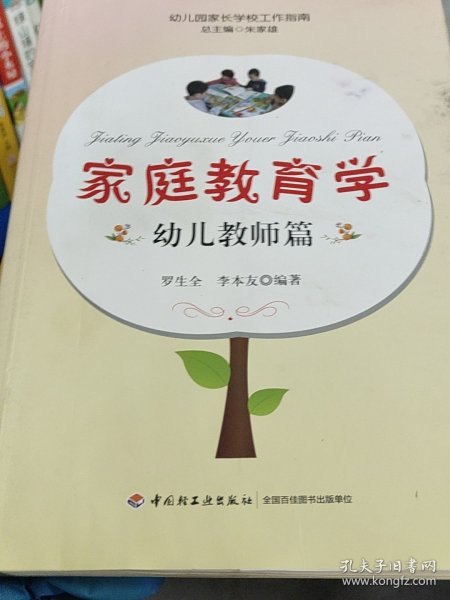 幼儿园家长学校工作指南
总主编◎朱家雄
Jiating Jiaoyuxue Youer Jiaoshi Pian
家庭教育学
幼儿教师篇
罗生全 李本友◎编著
中国轻工业出版社 全国百佳图书出版单位
孔夫子旧书网
www.kongfz.com